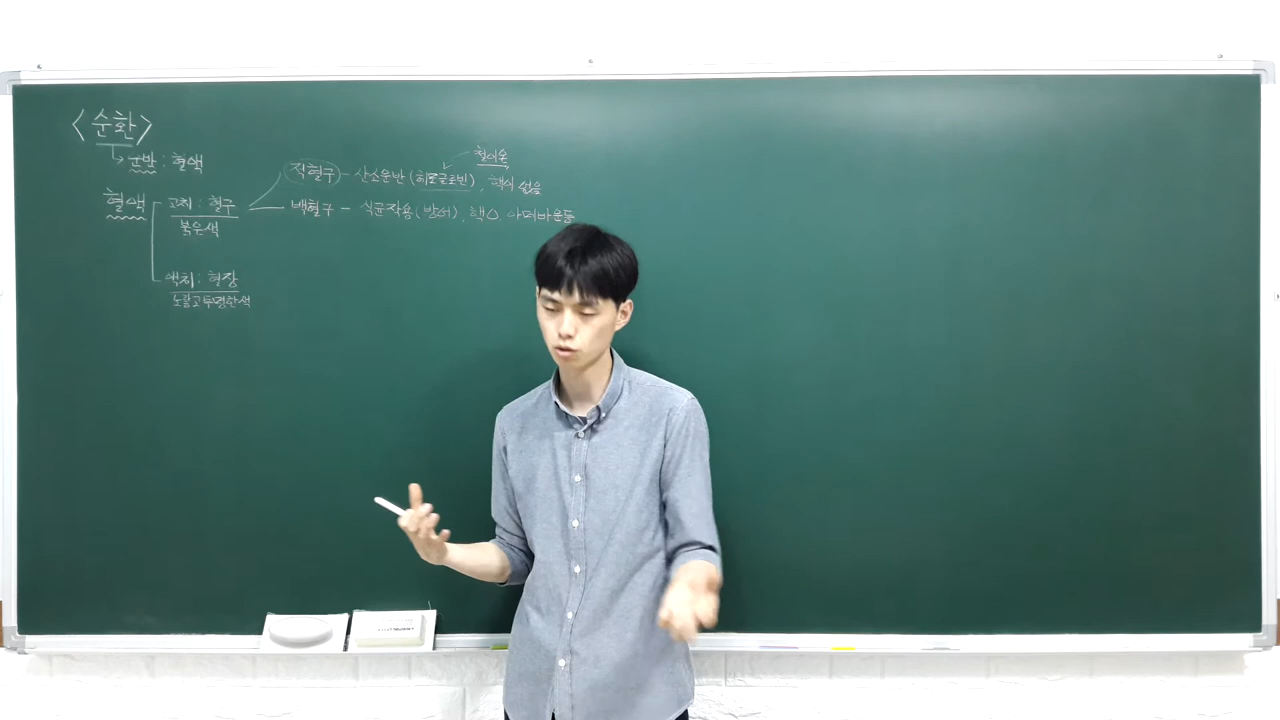 <순환>
↳ 운반 : 혈액
철이온
적혈구 - 산소운반 (헤모글로빈), 핵이 없음
혈액 고체 : 혈구
백혈구 - 식균작용 (방어), 핵○, 아메바운동
붉은색
액체 : 혈장
노랗고 투명한색